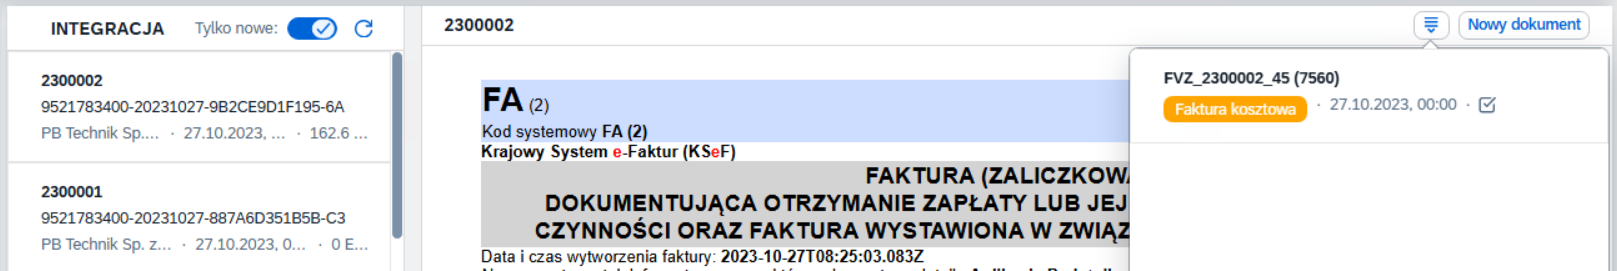 INTEGRACJA Tylko nowe:
2300002
9521783400-20231027-9B2CE9D1F195-6A
PB Technik Sp.... · 27.10.2023, ... · 162.6 ...
2300001
9521783400-20231027-887A6D351B5B-C3
PB Technik Sp. z... · 27.10.2023, 0... · 0 E...
2300002
Nowy dokument
FA (2)
Kod systemowy FA (2)
Krajowy System e-Faktur (KSeF)
FAKTURA (ZALICZKOWA
DOKUMENTUJĄCA OTRZYMANIE ZAPŁATY LUB JEJ
CZYNNOŚCI ORAZ FAKTURA WYSTAWIONA W ZWIĄZ
Data i czas wytworzenia faktury: 2023-10-27T08:25:03.083Z
FVZ_2300002_45 (7560)
Faktura kosztowa · 27.10.2023, 00:00 ·